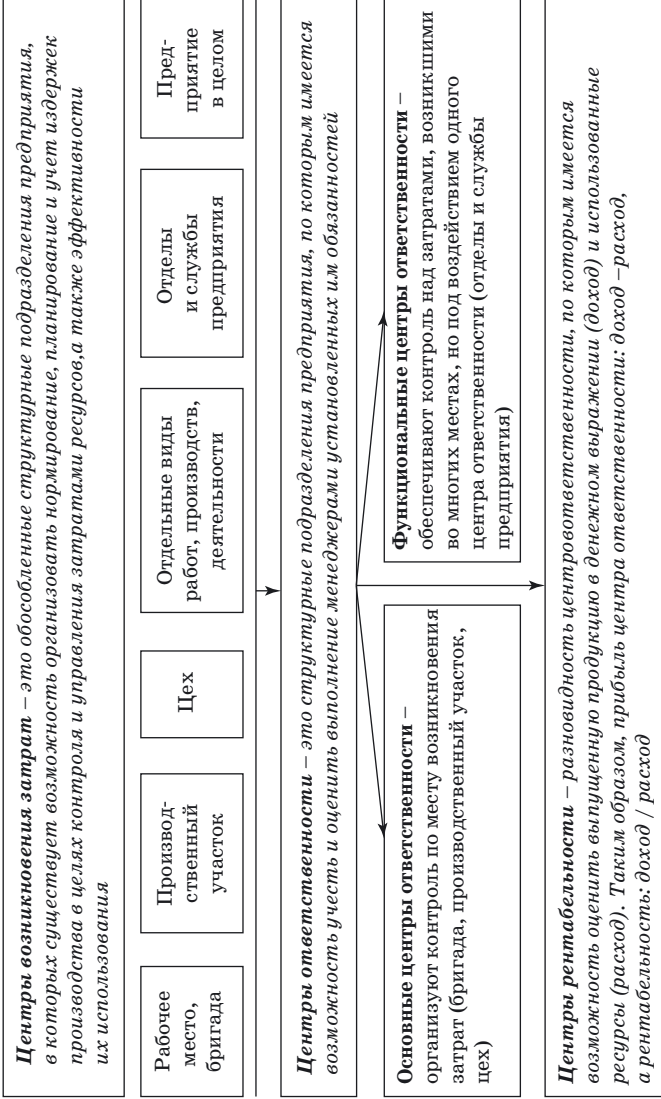 Центры возникновения затрат – это обособленные структурные подразделения предприятия,
в которых существует возможность организовать нормирование, планирование и учет издержек
производства в целях контроля и управления затратами ресурсов,а также эффективности
их использования
Рабочее
место,
бригада
Производ-
ственный
участок
Цех
Отдельные виды
работ, производств,
деятельности
Отделы
и службы
предприятия
Пред-
приятие
в целом
Центры ответственности – это структурные подразделения предприятия, по которым имеется
возможность учесть и оценить выполнение менеджерами установленных им обязанностей
Основные центры ответственности –
организуют контроль по месту возникновения
затрат (бригада, производственный участок,
цех)
Функциональные центры ответственности –
обеспечивают контроль над затратами, возникшими
во многих местах, но под воздействием одного
центра ответственности (отделы и службы
предприятия)
Центры рентабельности – разновидность центровответственности, по которым имеется
возможность оценить выпущенную продукцию в денежном выражении (доход) и использованные
ресурсы (расход). Таким образом, прибыль центра ответственности: доход –расход,
а рентабельность: доход / расход